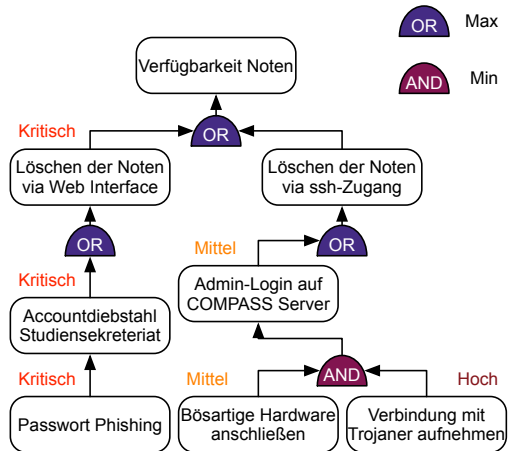 OR
Max
Verfügbarkeit Noten
AND
Min
Kritisch
OR
Löschen der Noten
via Web Interface
Löschen der Noten
via ssh-Zugang
OR
Mittel
OR
Kritisch
Admin-Login auf
COMPASS Server
Accountdiebstahl
Studiensekreteriat
Kritisch
Mittel
AND
Hoch
Passwort Phishing
Bösartige Hardware
anschließen
Verbindung mit
Trojaner aufnehmen